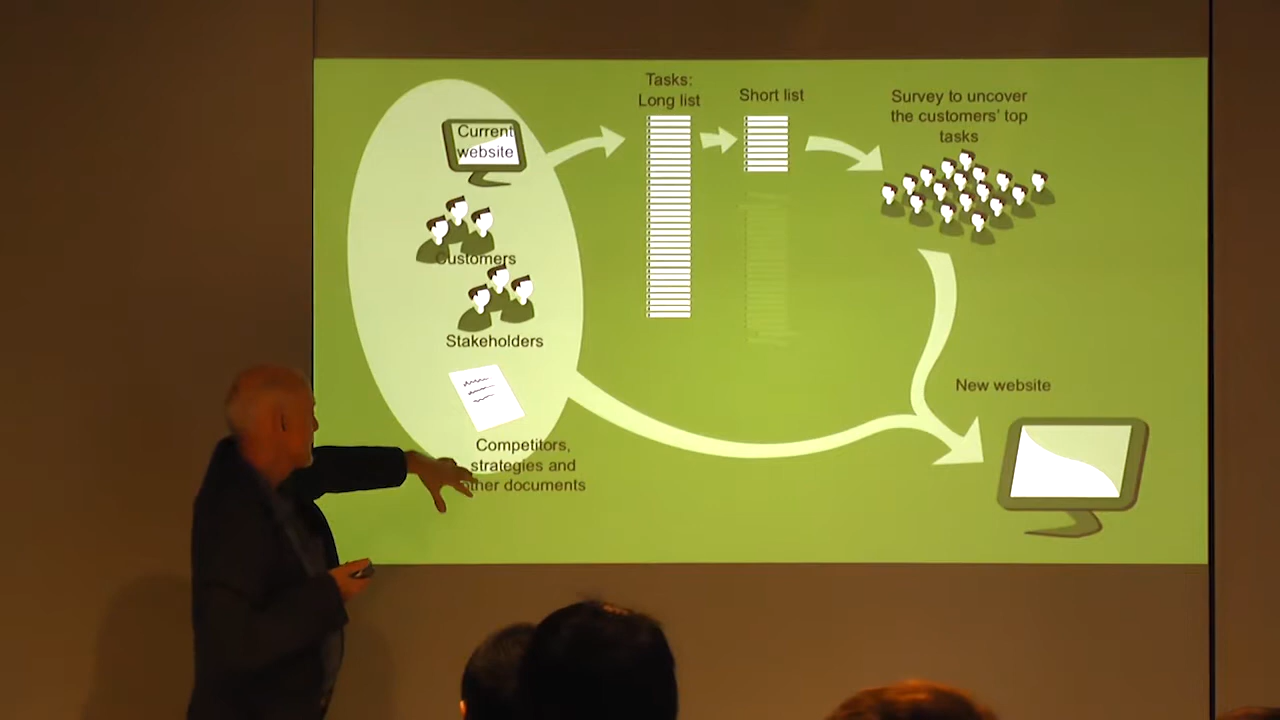 Current
website
Customers
Stakeholders
Competitors,
strategies and
other documents
Tasks:
Long list
Short list
Survey to uncover
the customers' top
tasks
New website